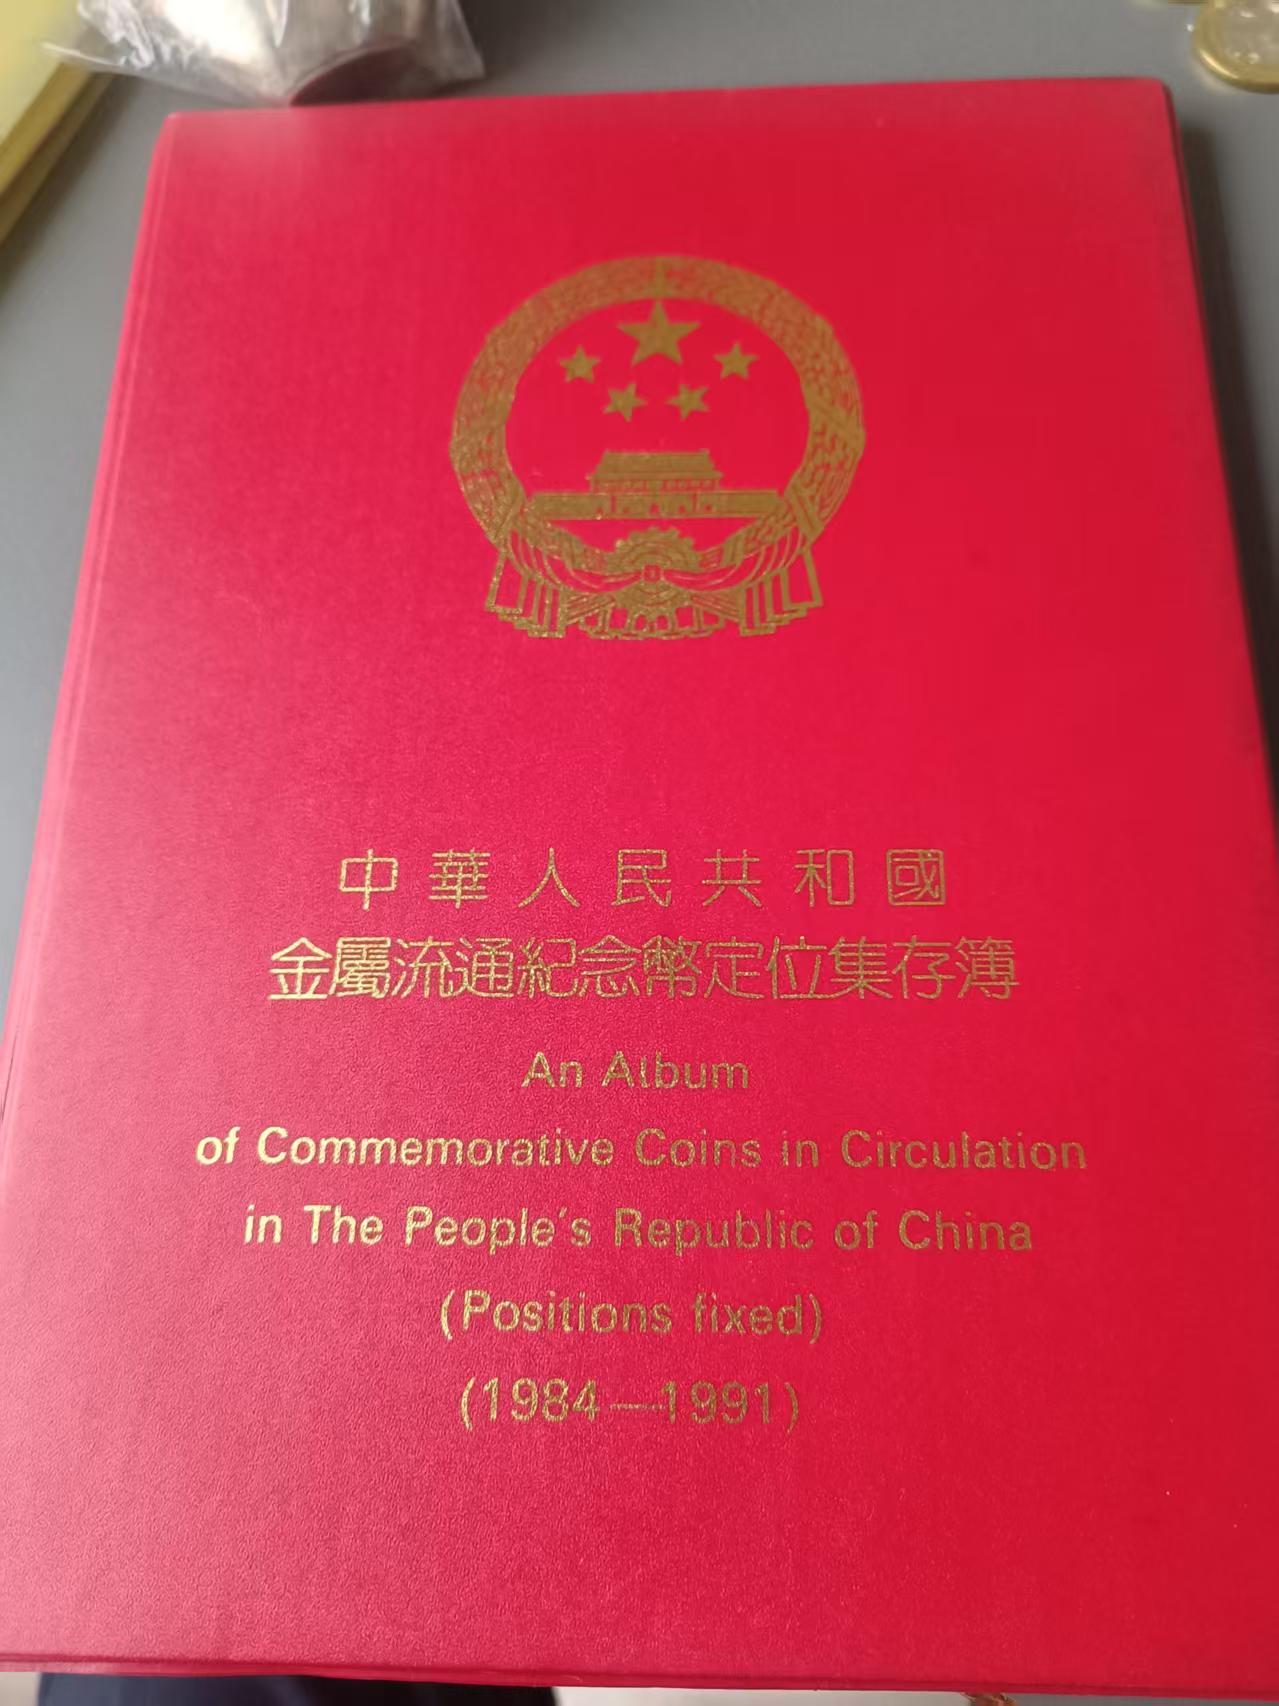 中華人民共和國
金屬流通紀念幣定位集存簿
An Album
of Commemorative Coins in Circulation
in The People's Republic of China
(Positions fixed)
(1984—1991)